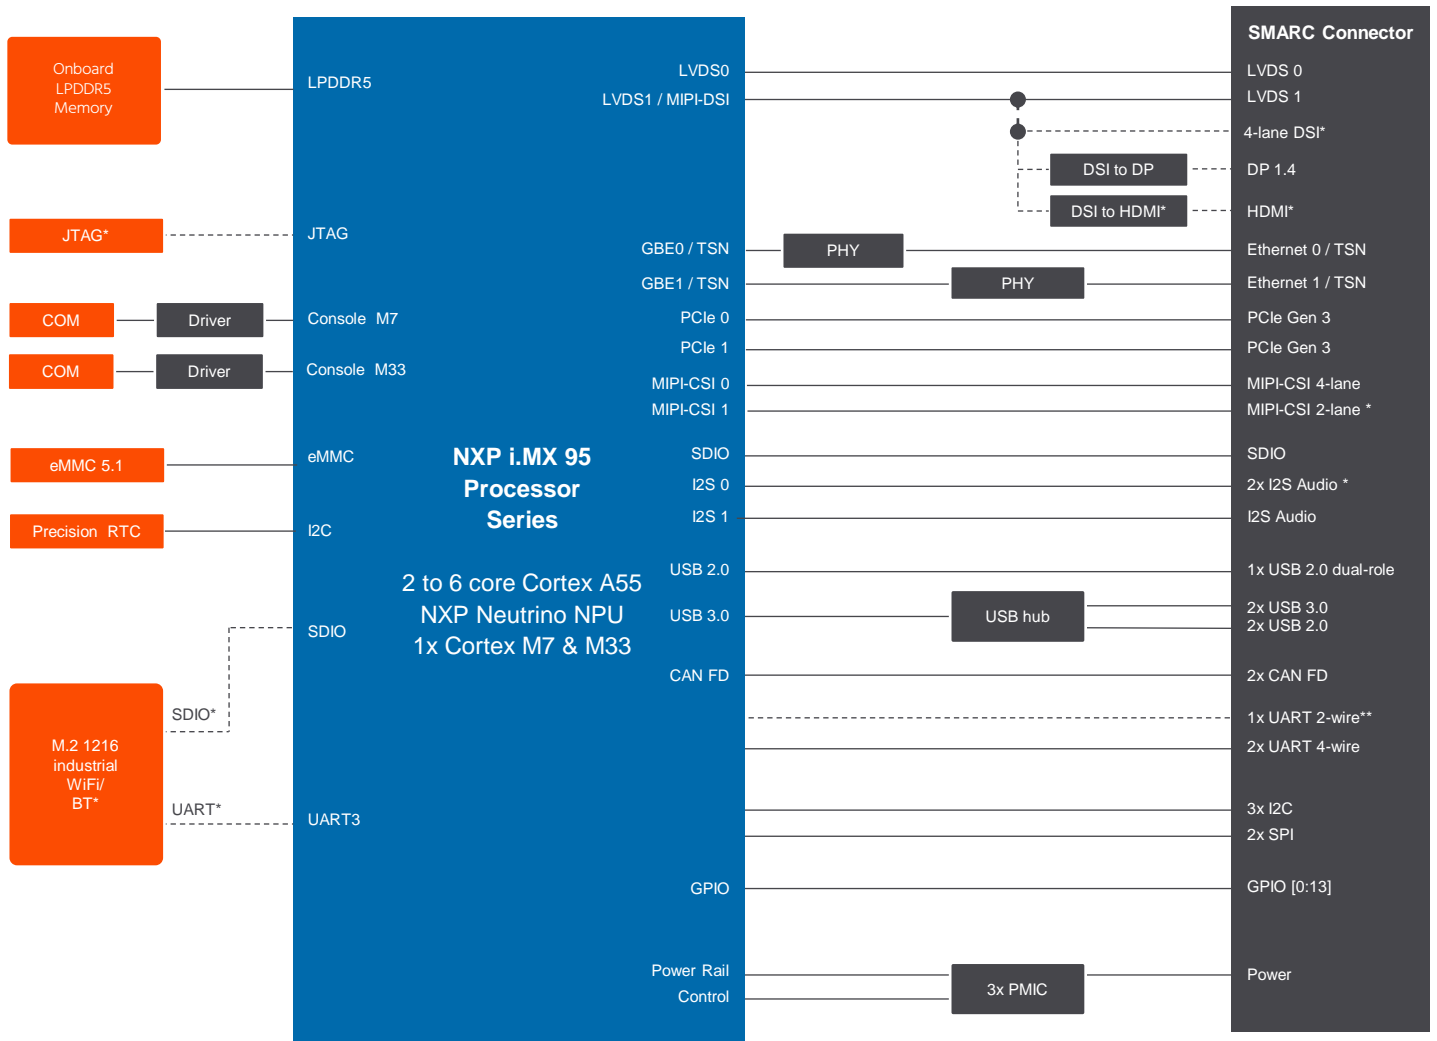 Onboard
LPDDR5
Memory
JTAG*
COM
Driver
COM
Driver
eMMC 5.1
Precision RTC
SDIO*
M.2 1216
industrial
WiFi/
BT*
UART*
LPDDR5
JTAG
Console M7
Console M33
eMMC
I2C
SDIO
UART3
NXP i.MX 95
Processor
Series
2 to 6 core Cortex A55
NXP Neutrino NPU
1x Cortex M7 & M33
LVDS0
LVDS1 / MIPI-DSI
GBE0 / TSN
GBE1 / TSN
PCIe 0
PCIe 1
MIPI-CSI 0
MIPI-CSI 1
SDIO
I2S 0
I2S 1
USB 2.0
USB 3.0
CAN FD
GPIO
Power Rail
Control
DSI to DP
DSI to HDMI*
PHY
PHY
USB hub
3x PMIC
SMARC Connector
LVDS 0
LVDS 1
4-lane DSI*
DP 1.4
HDMI*
Ethernet 0 / TSN
Ethernet 1 / TSN
PCIe Gen 3
PCIe Gen 3
MIPI-CSI 4-lane
MIPI-CSI 2-lane *
SDIO
2x I2S Audio *
I2S Audio
1x USB 2.0 dual-role
2x USB 3.0
2x USB 2.0
2x CAN FD
1x UART 2-wire**
2x UART 4-wire
3x I2C
2x SPI
GPIO [0:13]
Power